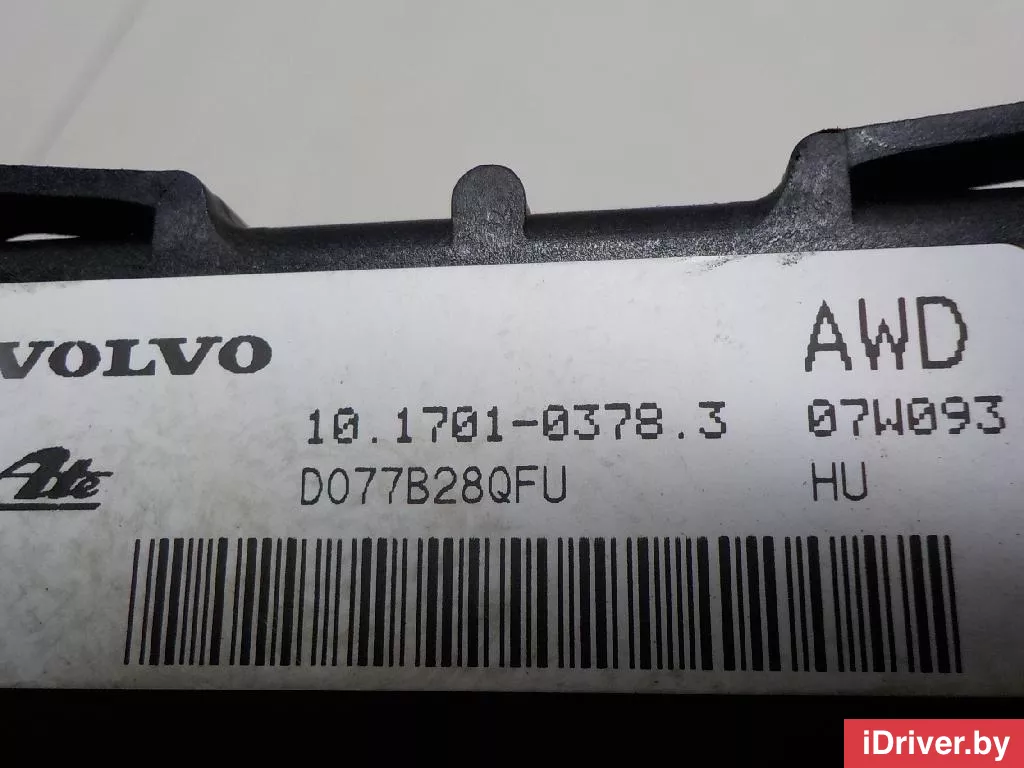 VOLVO
AWD
10.1701-0378.3 07W093
Ate
D077B28QFU HU
iDriver.by